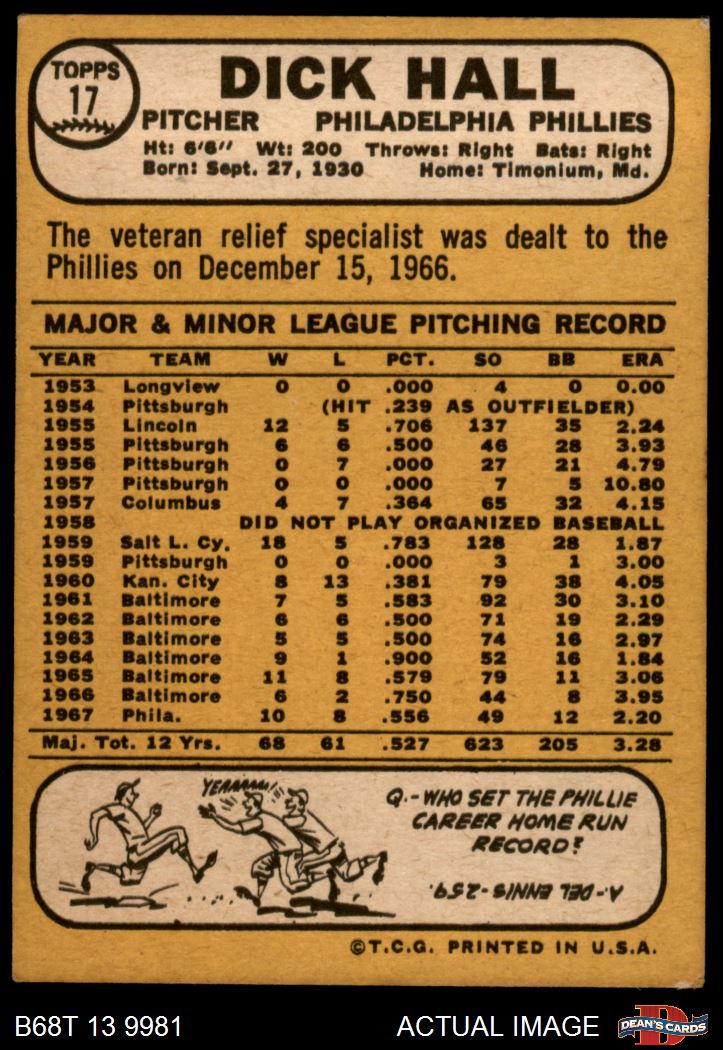 TOPPS
17
DICK HALL
PITCHER PHILADELPHIA PHILLIES
Ht: 6'6" Wt: 200 Throws: Right Bats: Right
Born: Sept. 27, 1930 Home: Timonium, Md.
The veteran relief specialist was dealt to the
Phillies on December 15, 1966.
MAJOR & MINOR LEAGUE PITCHING RECORD
YEAR TEAM W L PCT. SO BB ERA
1953 Longview 0 0 .000 4 0 0.00
1954 Pittsburgh (HIT .239 AS OUTFIELDER)
1955 Lincoln 12 5 .706 137 35 2.24
1955 Pittsburgh 6 6 .500 46 28 3.93
1956 Pittsburgh 0 7 .000 27 21 4.79
1957 Pittsburgh 0 0 .000 7 5 10.80
1957 Columbus 4 7 .364 65 32 4.15
1958 DID NOT PLAY ORGANIZED BASEBALL
1959 Salt L. Cy. 18 5 .783 128 28 1.87
1959 Pittsburgh 0 0 .000 3 1 3.00
1960 Kan. City 8 13 .381 79 38 4.05
1961 Baltimore 7 5 .583 92 30 3.10
1962 Baltimore 6 6 .500 71 19 2.29
1963 Baltimore 5 5 .500 74 16 2.97
1964 Baltimore 9 1 .900 52 16 1.84
1965 Baltimore 11 8 .579 79 11 3.06
1966 Baltimore 6 2 .750 44 8 3.95
1967 Phila. 10 8 .556 49 12 2.20
Maj. Tot. 12 Yrs. 68 61 .527 623 205 3.28
YEAAAAAY!
Q.-WHO SET THE PHILLIE
CAREER HOME RUN
RECORD?
A.-DEL ENNIS-259.
©T.C.G. PRINTED IN U.S.A.
B68T 13 9981 ACTUAL IMAGE DEAN'S CARDS